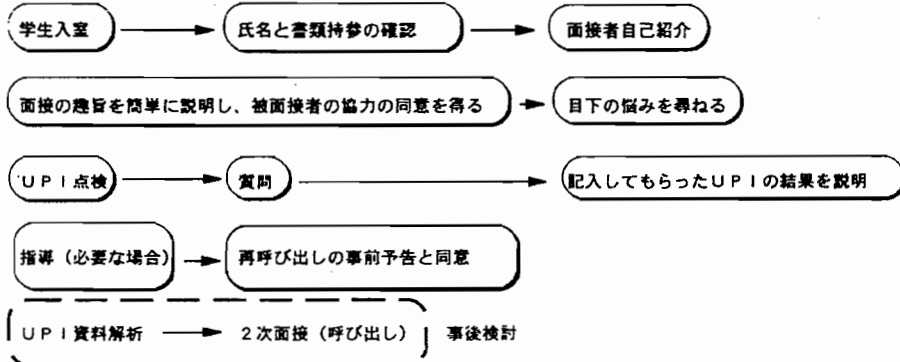 学生入室 氏名と書類持参の確認 面接者自己紹介
面接の趣旨を簡単に説明し、被面接者の協力の同意を得る 目下の悩みを尋ねる
UPI点検 質問 記入してもらったUPIの結果を説明
指導（必要な場合） 再呼び出しの事前予告と同意
UPI資料解析 2次面接（呼び出し） 事後検討